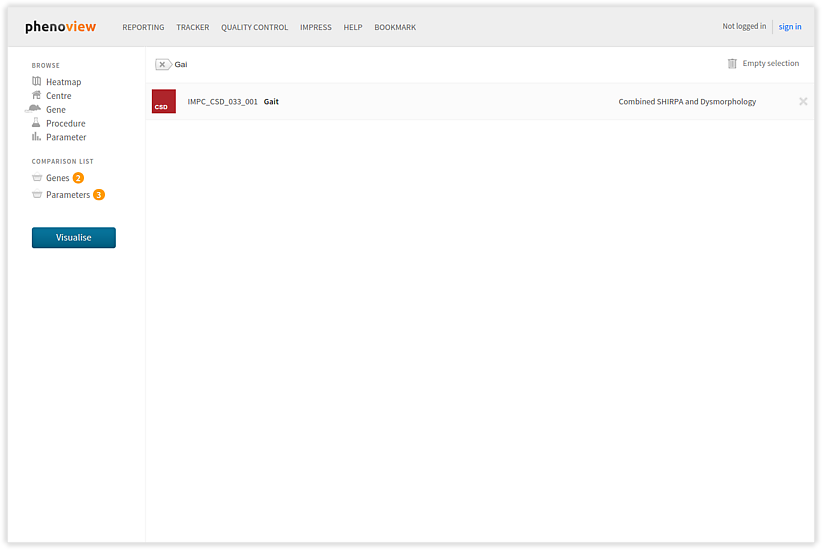 phenoview REPORTING TRACKER QUALITY CONTROL IMPRESS HELP BOOKMARK Not logged in sign in
BROWSE
Heatmap
Centre
Gene
Procedure
Parameter
COMPARISON LIST
Genes 2
Parameters 3
Visualise
Gai Empty selection
CSD IMPC_CSD_033_001 Gait Combined SHIRPA and Dysmorphology